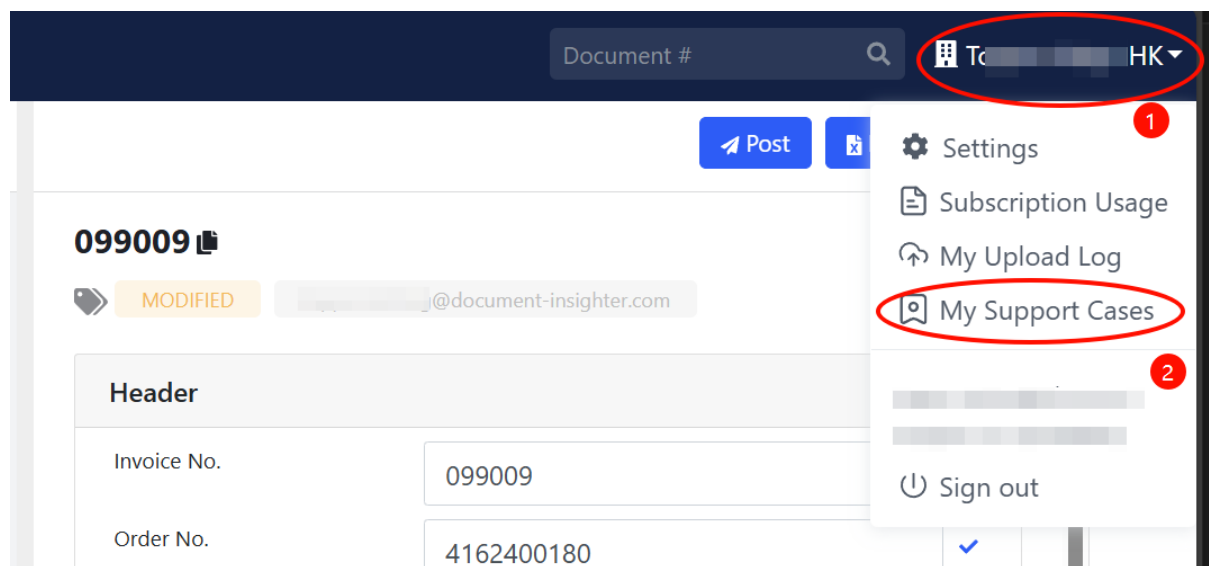 Document #
HK
1
Post
Settings
Subscription Usage
099009
My Upload Log
MODIFIED
@document-insighter.com
My Support Cases
2
Header
Invoice No.
099009
Sign out
Order No.
4162400180